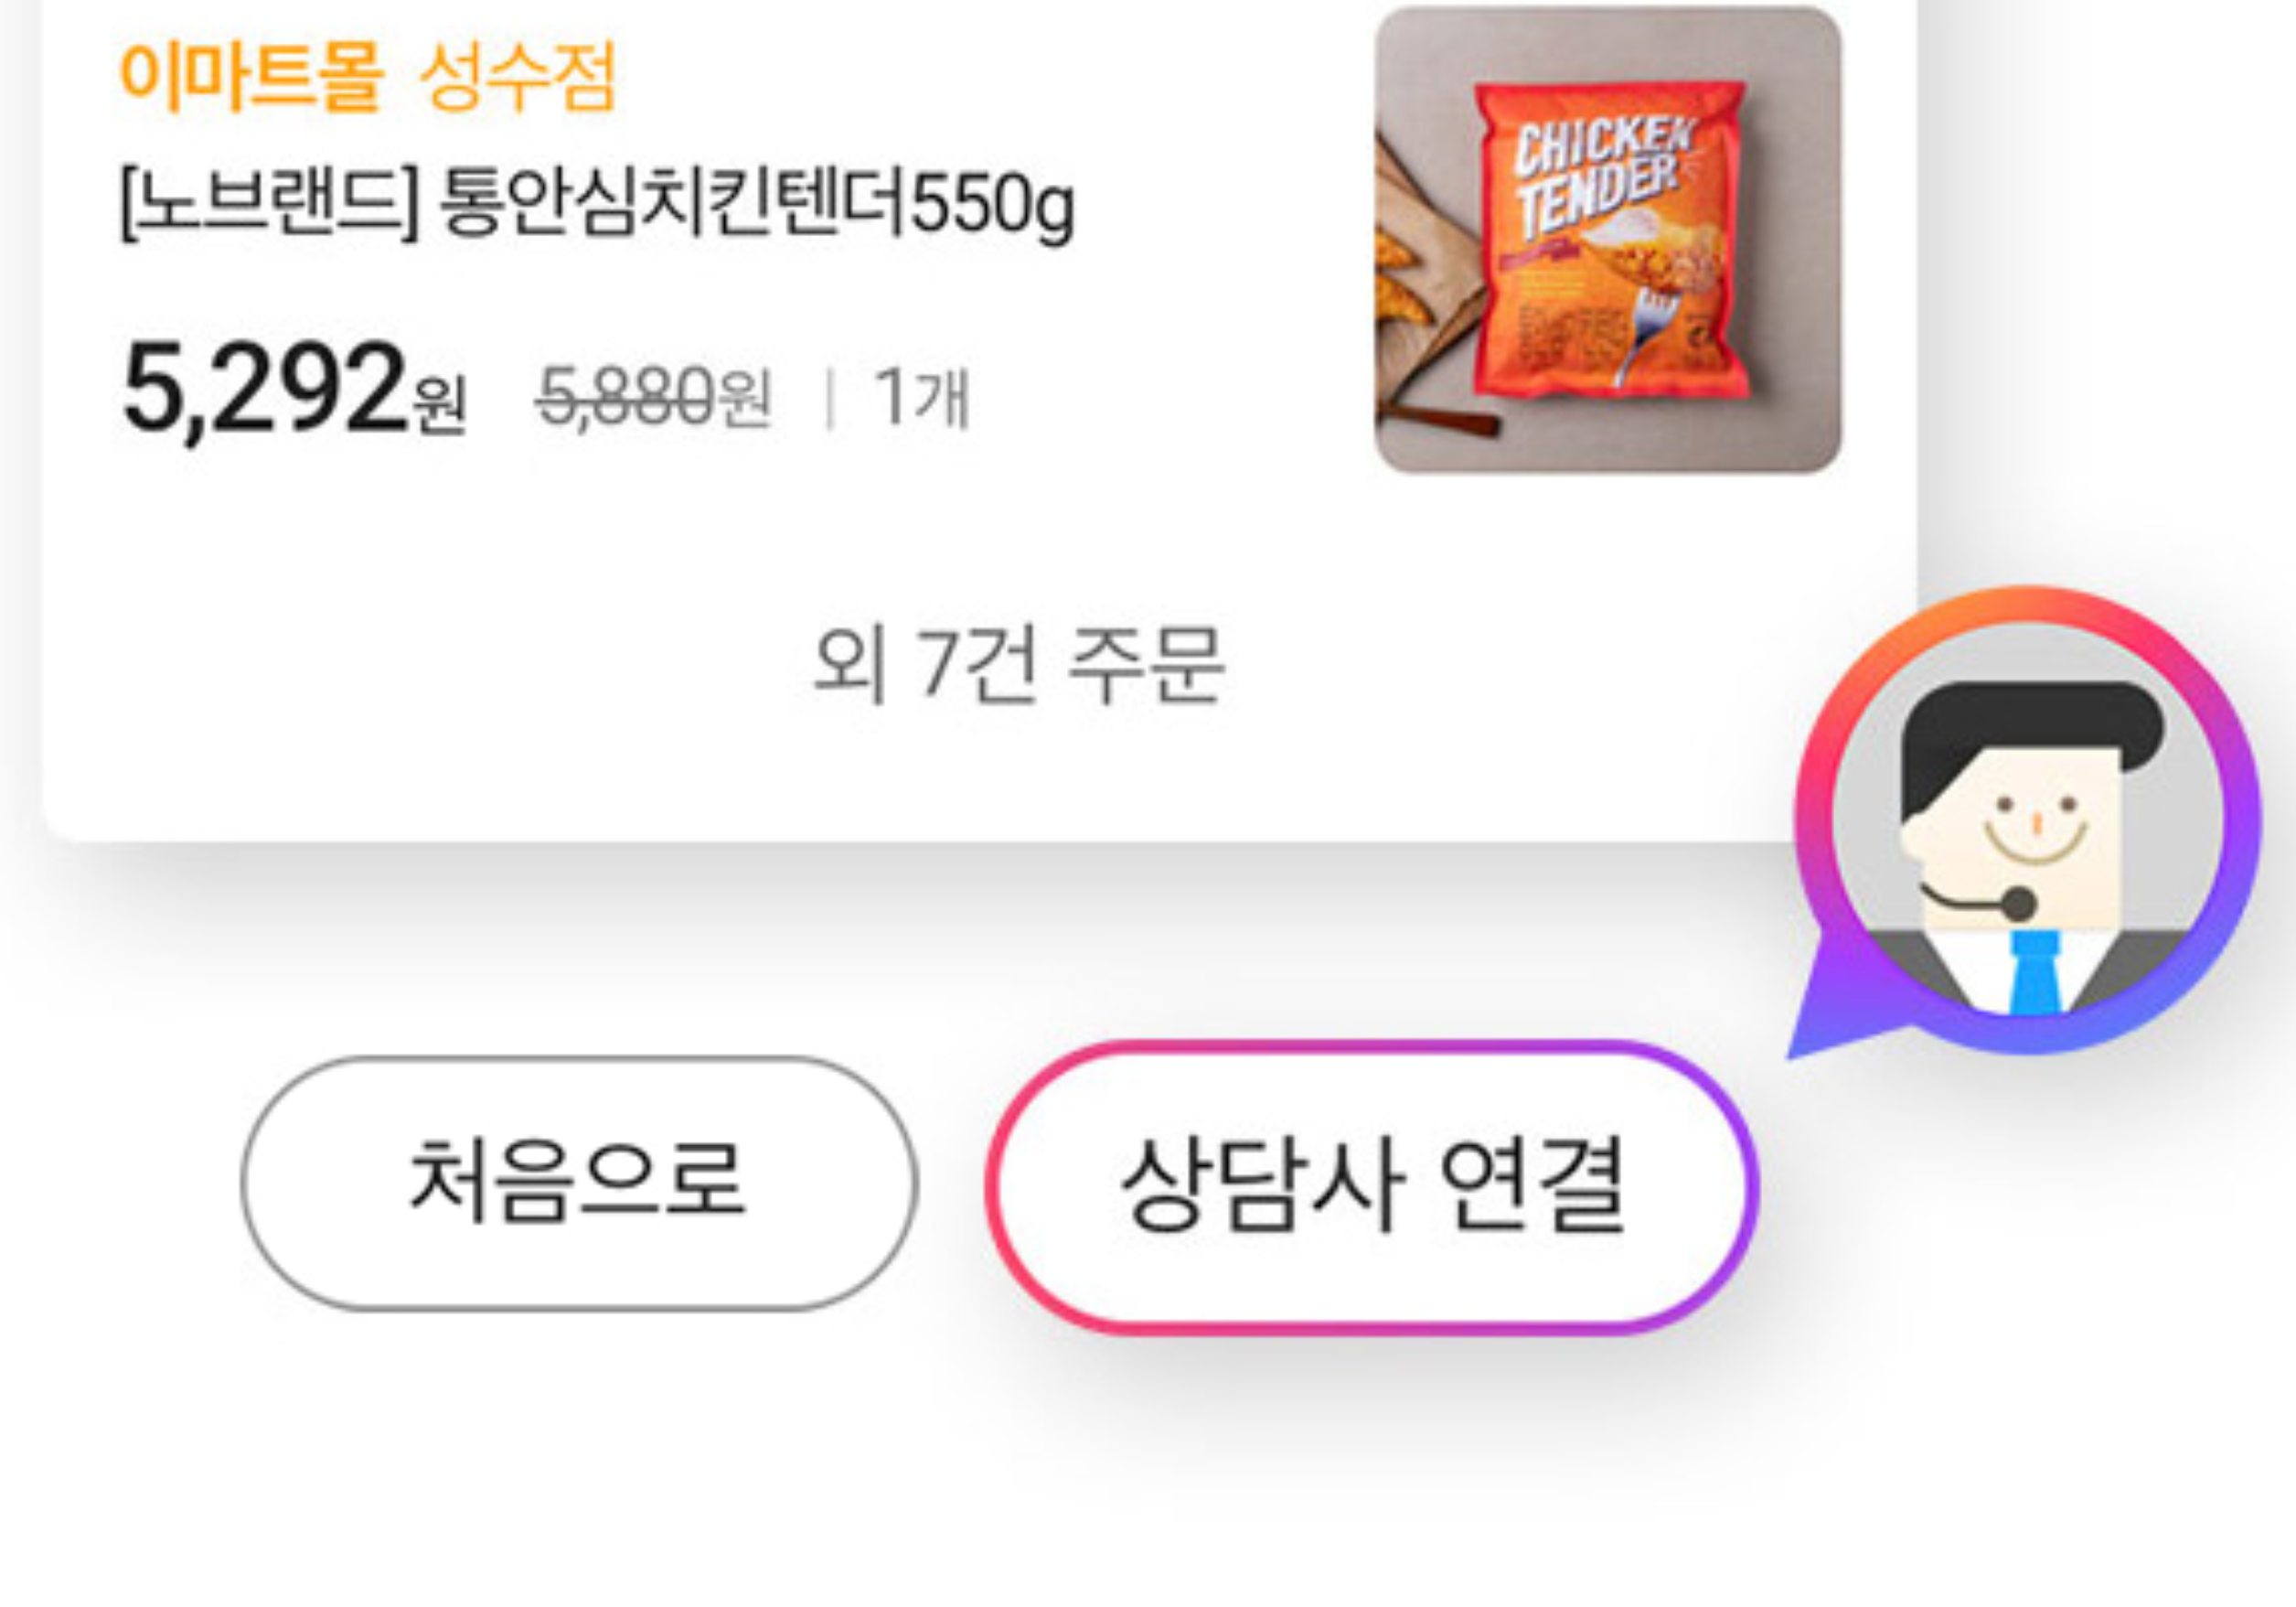 이마트몰 성수점
[노브랜드] 통안심치킨텐더550g
5,292원 5,880원 | 1개
CHICKEN
TENDER
외 7건 주문
처음으로
상담사 연결